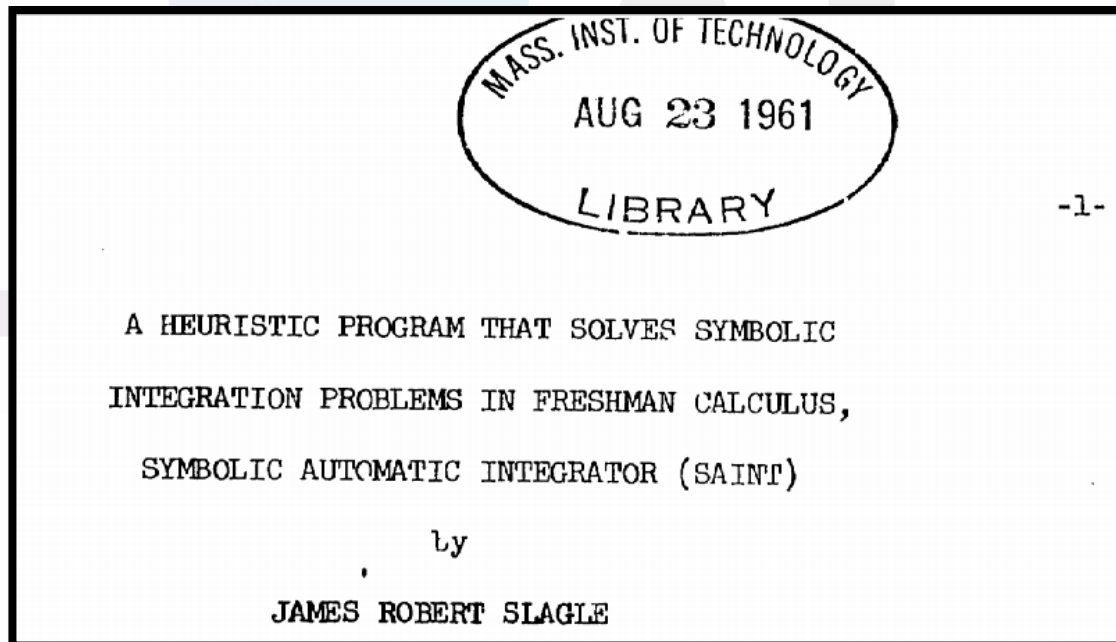 MASS. INST. OF TECHNOLOGY
AUG 23 1961
LIBRARY
-1-
A HEURISTIC PROGRAM THAT SOLVES SYMBOLIC
INTEGRATION PROBLEMS IN FRESHMAN CALCULUS,
SYMBOLIC AUTOMATIC INTEGRATOR (SAINT)
by
JAMES ROBERT SLAGLE